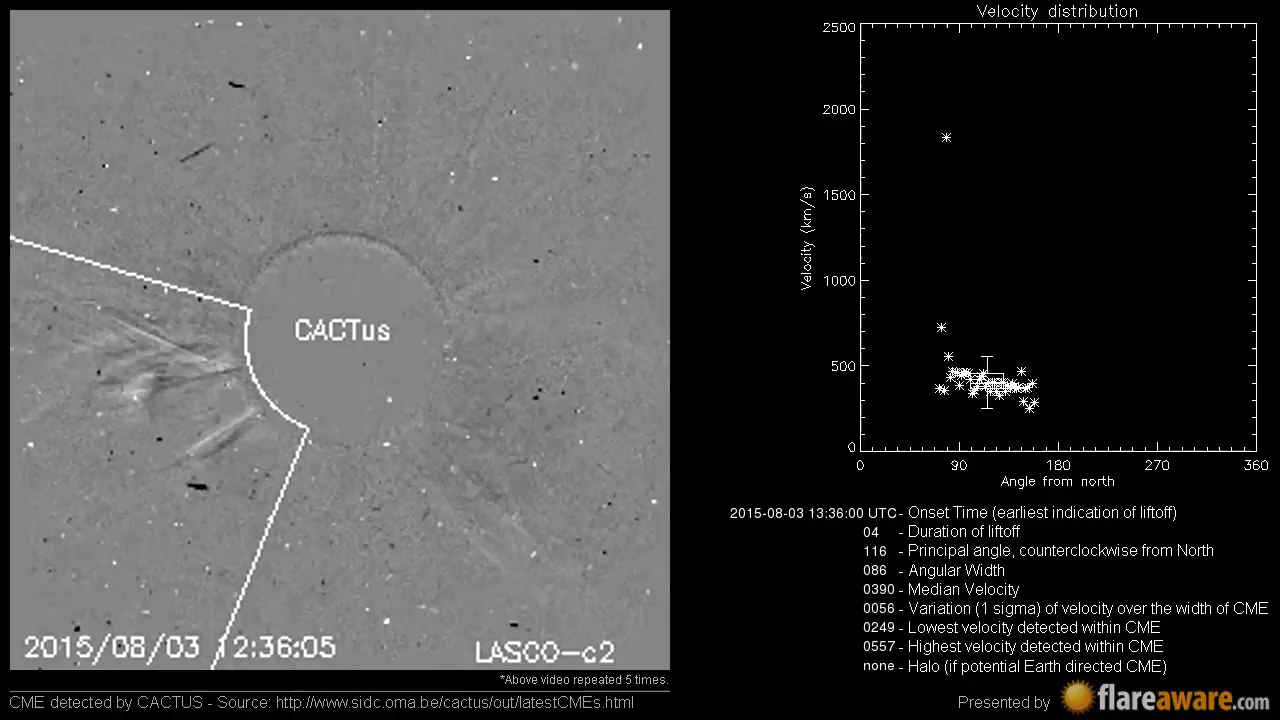 CACTus
2015/08/03 12:36:05
LASCO-c2
*Above video repeated 5 times.
CME detected by CACTUS - Source: http://www.sidc.oma.be/cactus/out/latestCMEs.html
Velocity distribution
Velocity (km/s)
2500
2000
1500
1000
500
0
0 90 180 270 360
Angle from north
2015-08-03 13:36:00 UTC - Onset Time (earliest indication of liftoff)
04 - Duration of liftoff
116 - Principal angle, counterclockwise from North
086 - Angular Width
0390 - Median Velocity
0056 - Variation (1 sigma) of velocity over the width of CME
0249 - Lowest velocity detected within CME
0557 - Highest velocity detected within CME
none - Halo (if potential Earth directed CME)
Presented by flareaware.com